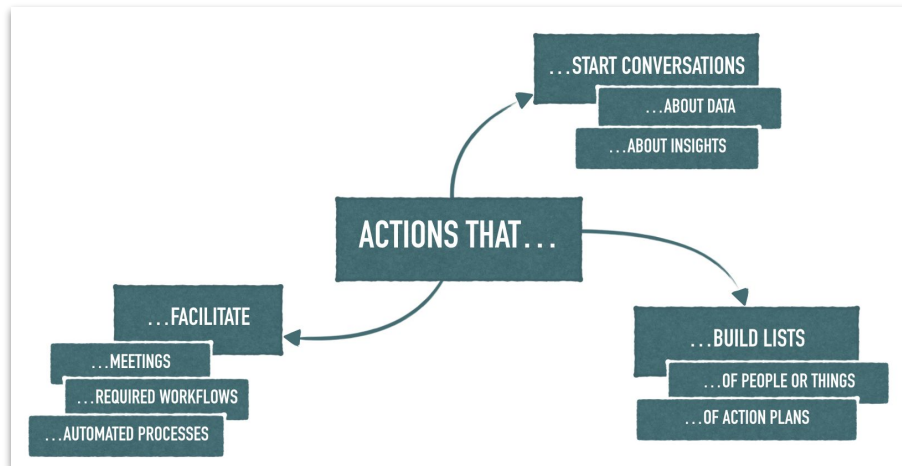 ...START CONVERSATIONS
...ABOUT DATA
...ABOUT INSIGHTS
ACTIONS THAT...
...FACILITATE
...MEETINGS
...REQUIRED WORKFLOWS
...AUTOMATED PROCESSES
...BUILD LISTS
...OF PEOPLE OR THINGS
...OF ACTION PLANS